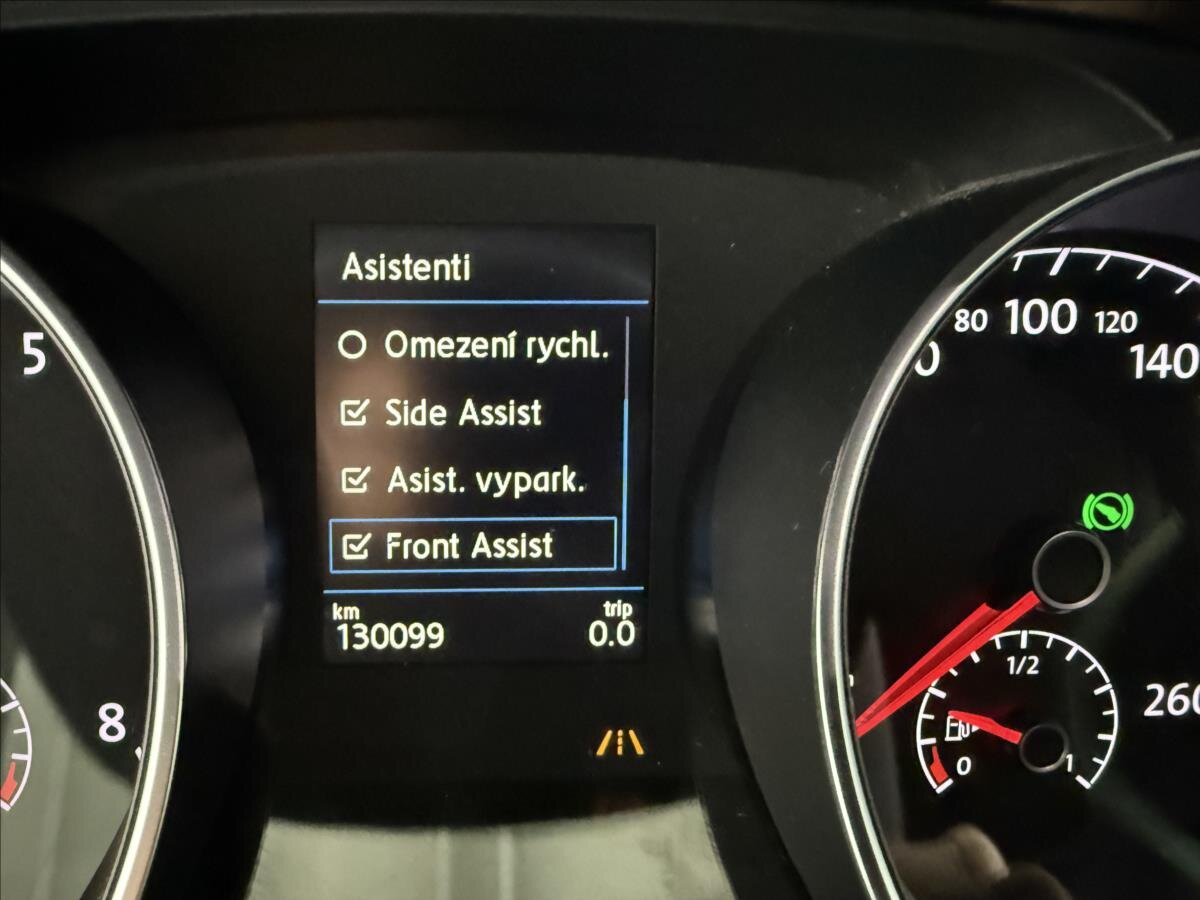 Asistenti
Omezení rychl.
Side Assist
Asist. vypark.
Front Assist
km
trip
130099
0.0
5
8
80
100
120
140
260
1/2
0
1